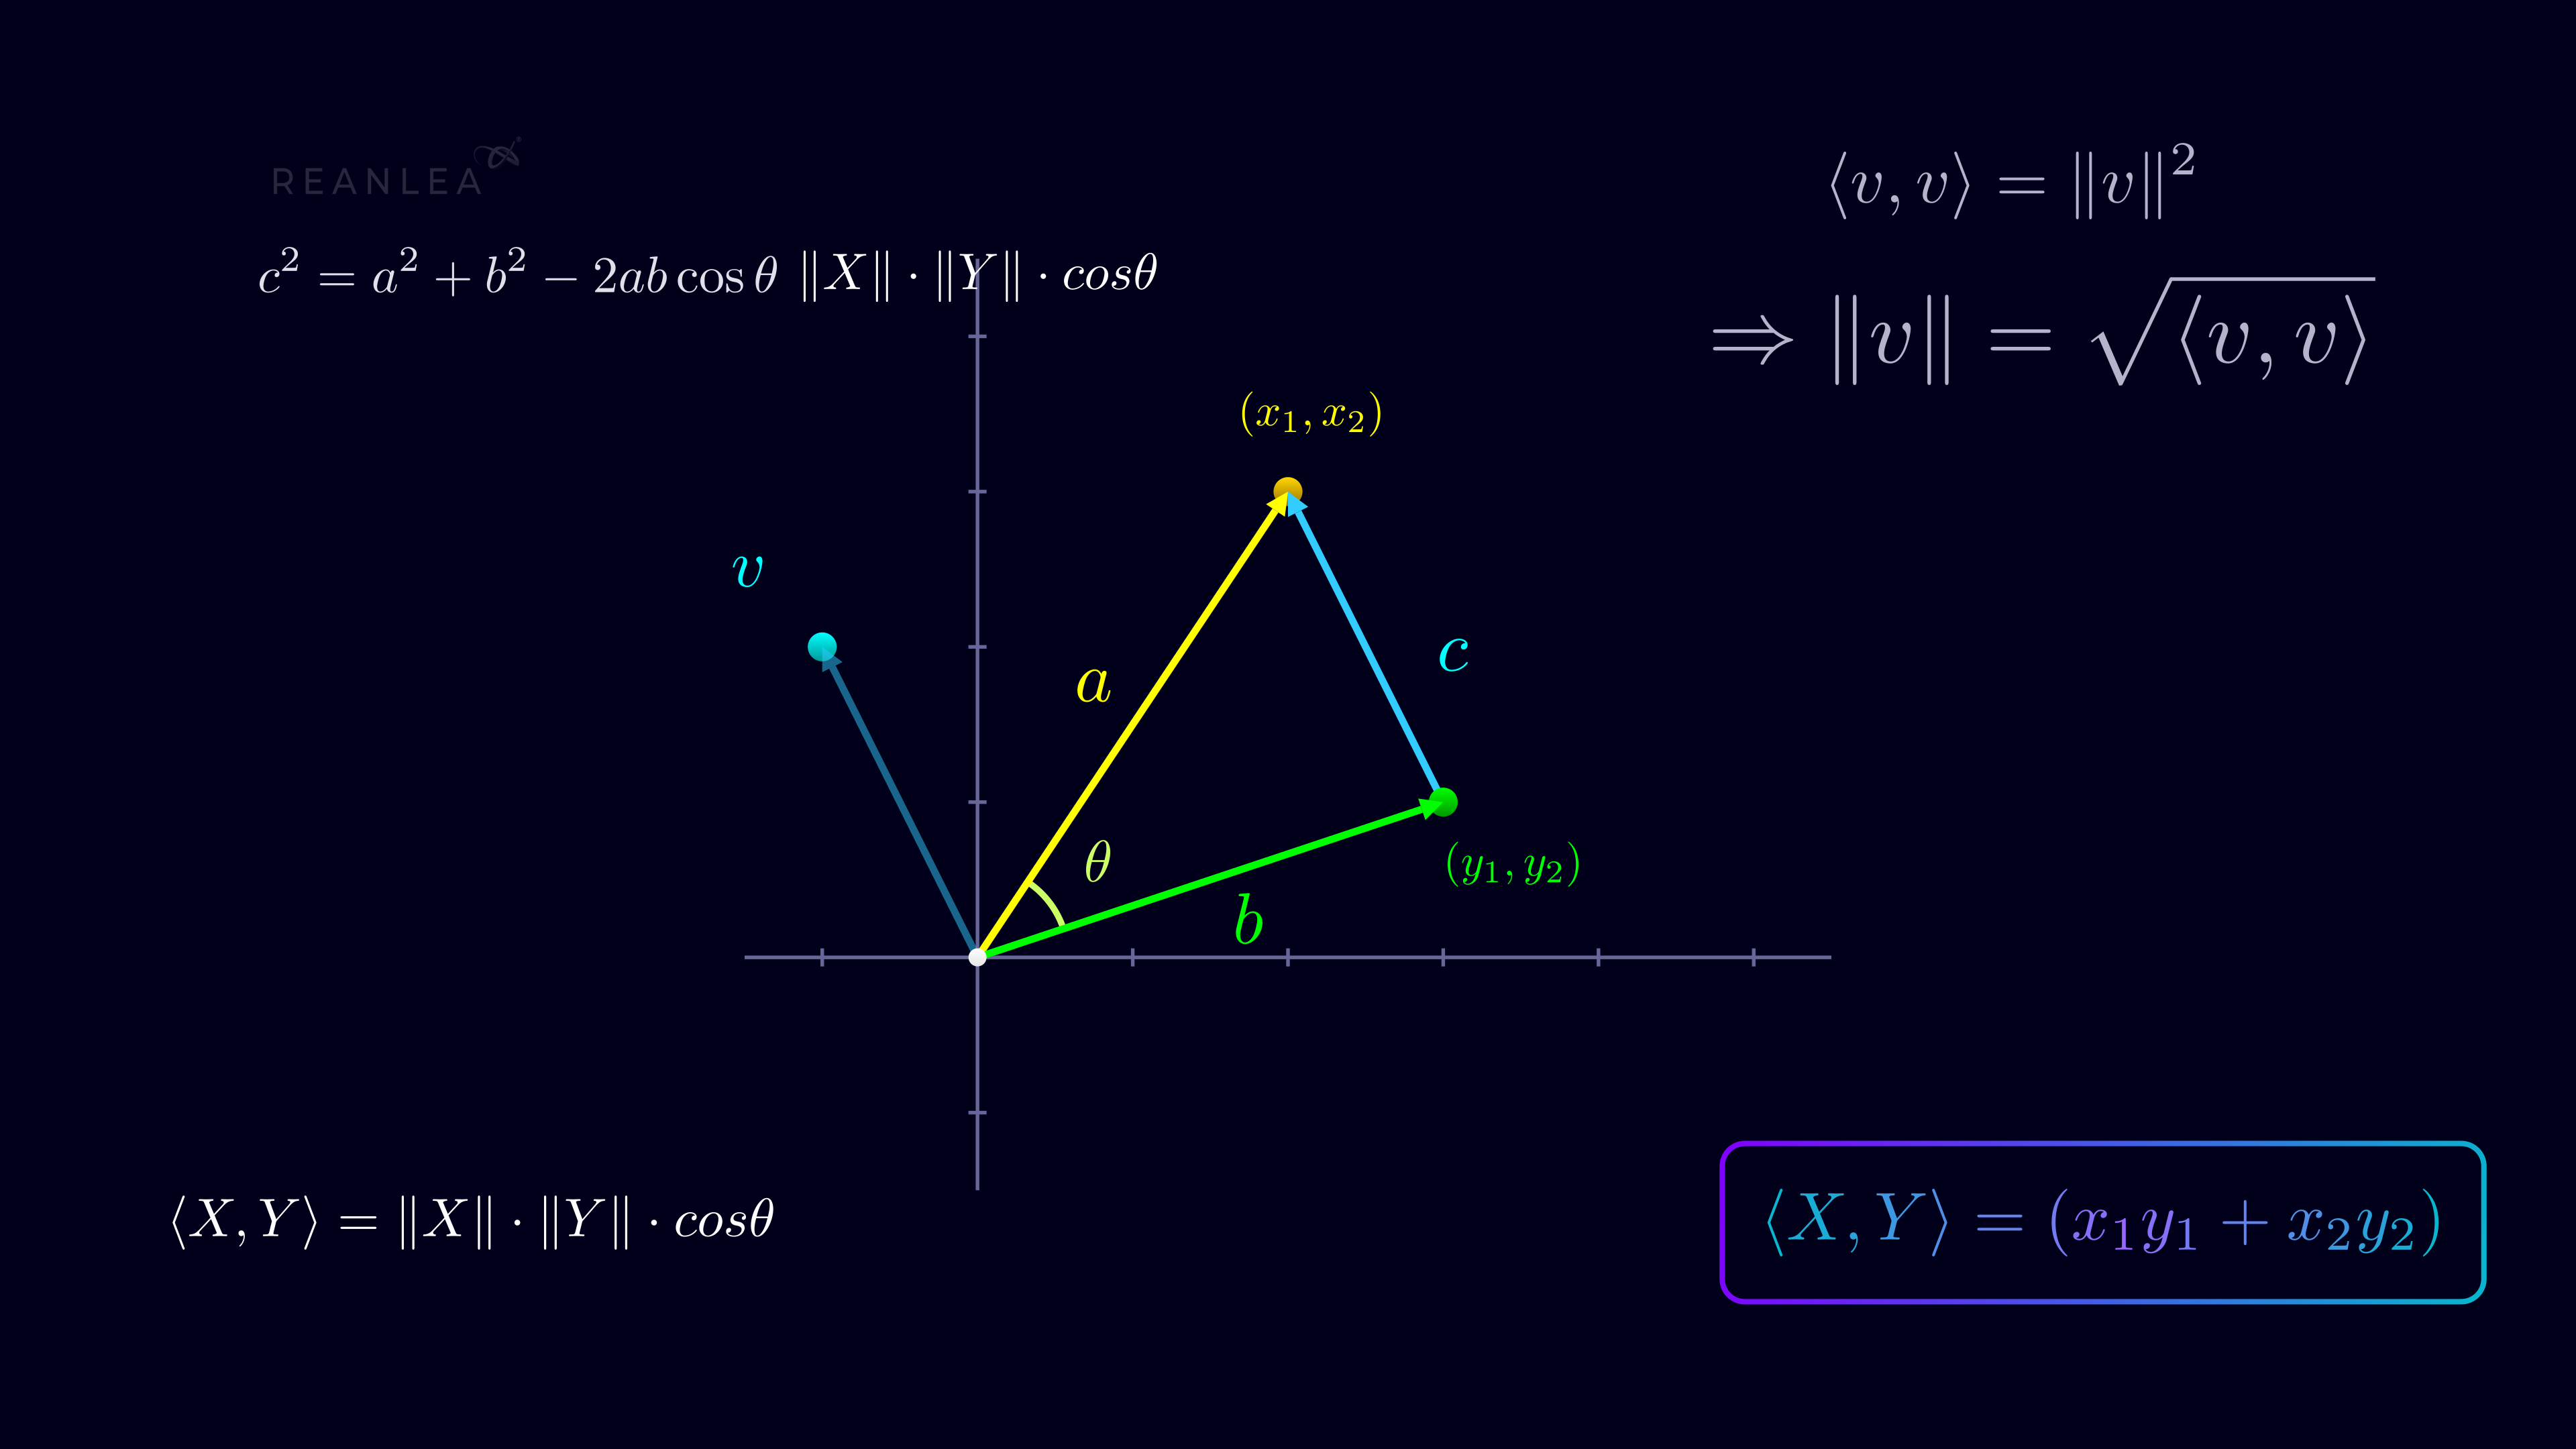 REANLEA
⟨v, v⟩ = ‖v‖²
c² = a² + b² − 2ab cos θ ‖X‖ · ‖Y‖ · cosθ
⇒ ‖v‖ = √⟨v, v⟩
(x₁, x₂)
v
c
a
θ
(y₁, y₂)
b
⟨X, Y⟩ = ‖X‖ · ‖Y‖ · cosθ
⟨X, Y⟩ = (x₁y₁ + x₂y₂)